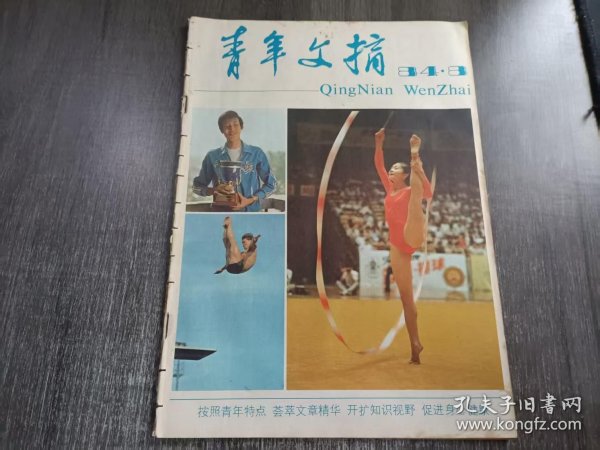 青年文摘 84·3
QingNian WenZhai
按照青年特点 荟萃文章精华 开扩知识视野 促进身
孔夫子旧书网
www.kongfz.com